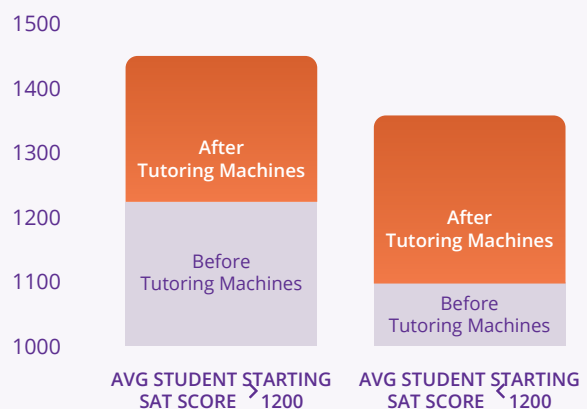 1500
1400
1300
1200
1100
1000
After
Tutoring Machines
Before
Tutoring Machines
After
Tutoring Machines
Before
Tutoring Machines
AVG STUDENT STARTING
SAT SCORE > 1200
AVG STUDENT STARTING
SAT SCORE < 1200